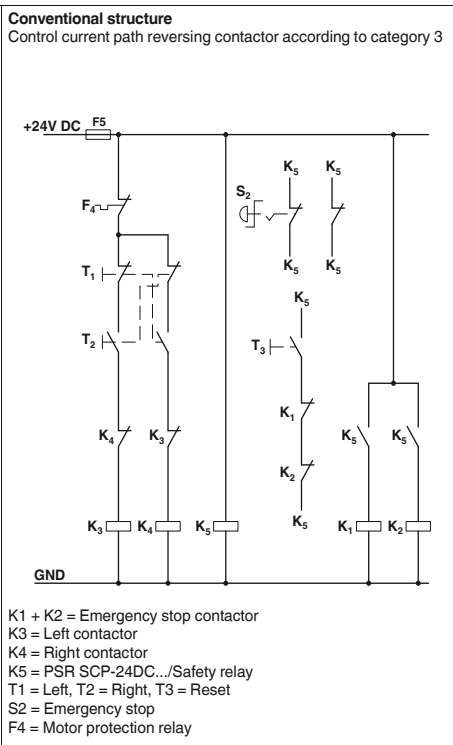 Conventional structure
Control current path reversing contactor according to category 3
+24V DC F5
K5 K5
S2
F4
K5 K5
T1
K5
T2 T3
K1
K4 K3 K5 K5
K2
K5
K3 K4 K5 K1 K2
GND
K1 + K2 = Emergency stop contactor
K3 = Left contactor
K4 = Right contactor
K5 = PSR SCP-24DC.../Safety relay
T1 = Left, T2 = Right, T3 = Reset
S2 = Emergency stop
F4 = Motor protection relay